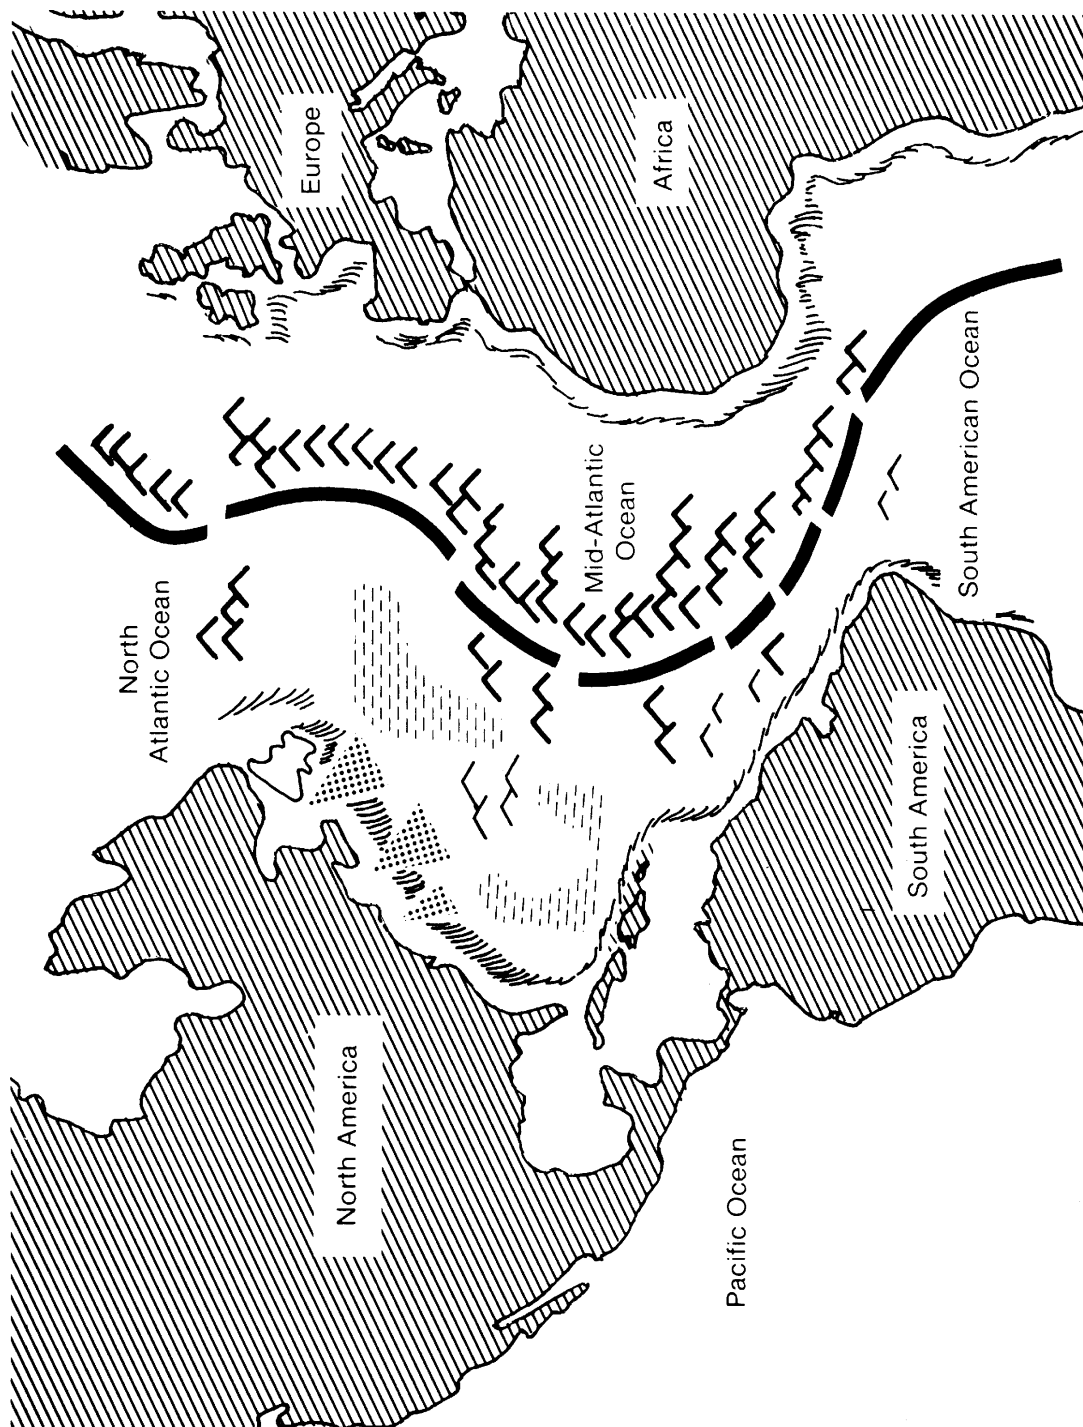 North
Atlantic Ocean
Europe
North America
Mid-Atlantic
Ocean
Africa
Pacific Ocean
South America
South American Ocean